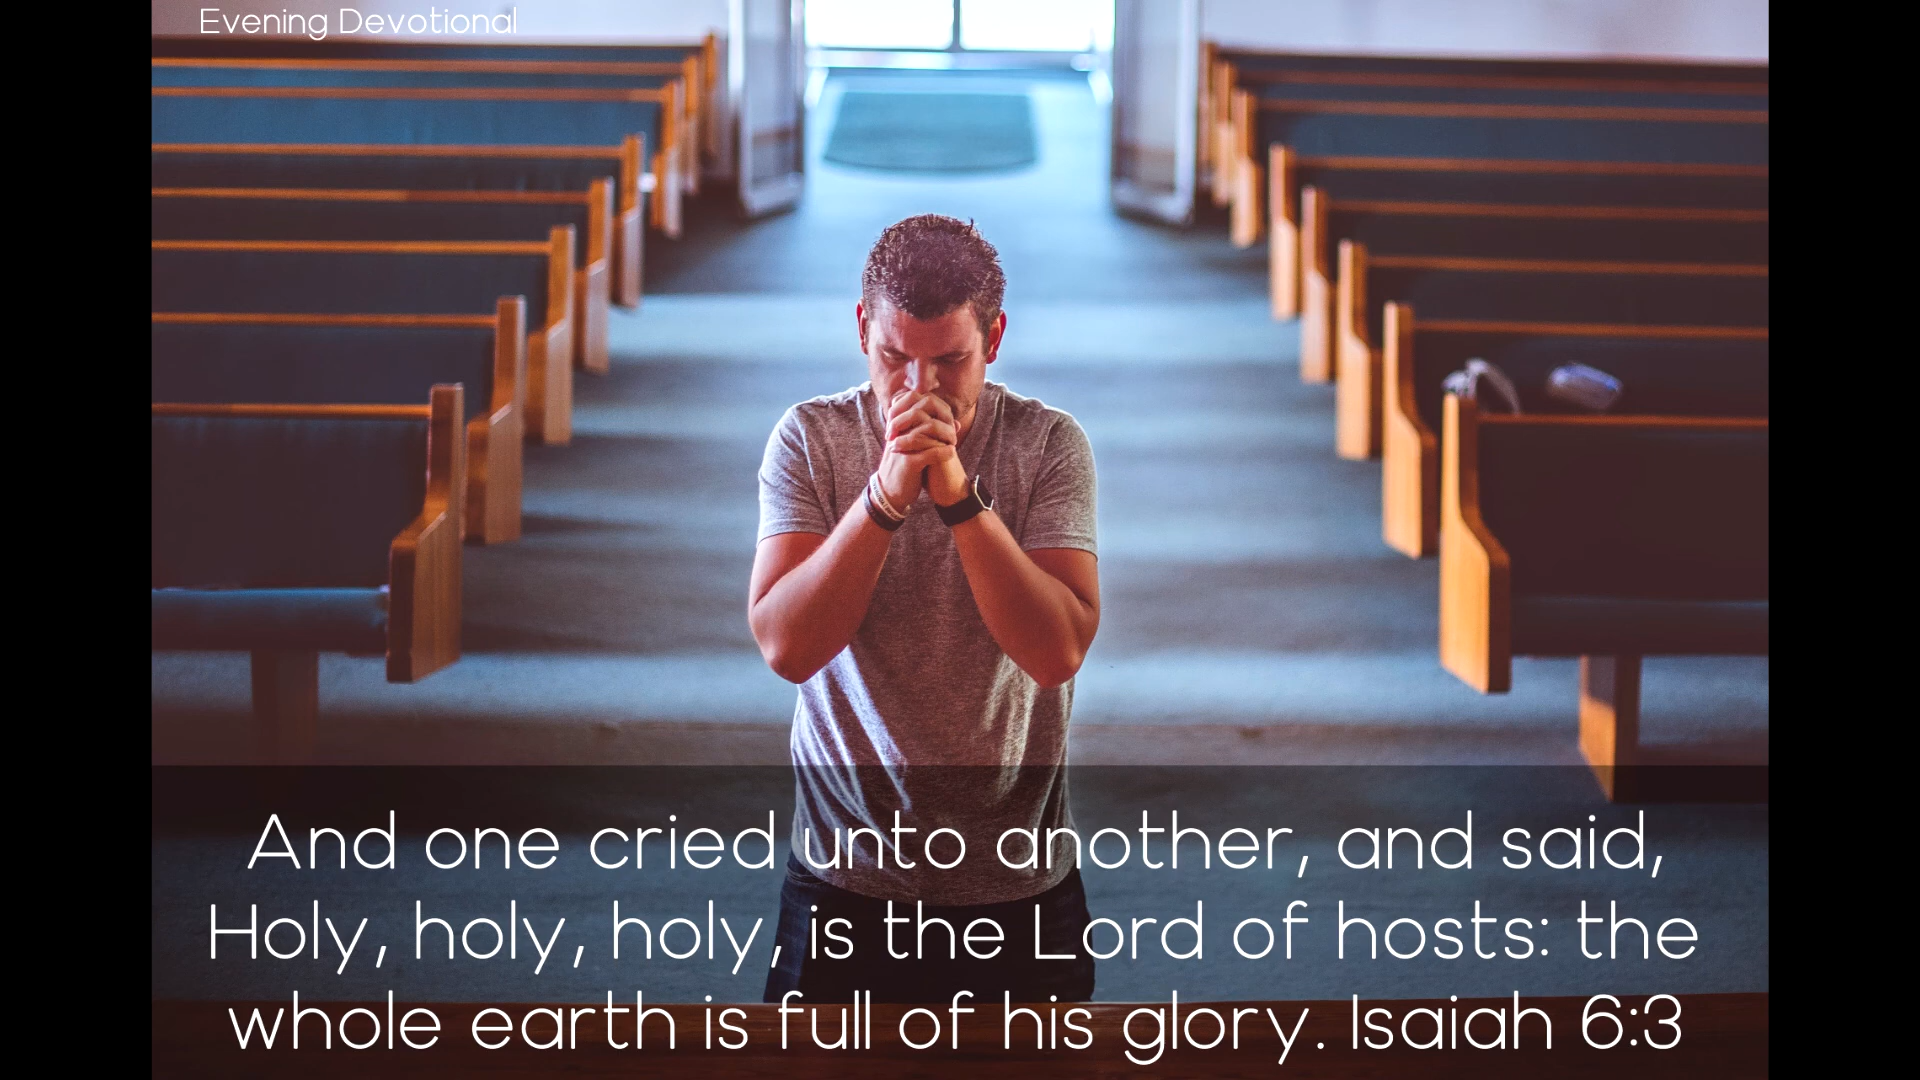 Evening Devotional
And one cried unto another, and said,
Holy, holy, holy, is the Lord of hosts: the
whole earth is full of his glory. Isaiah 6:3